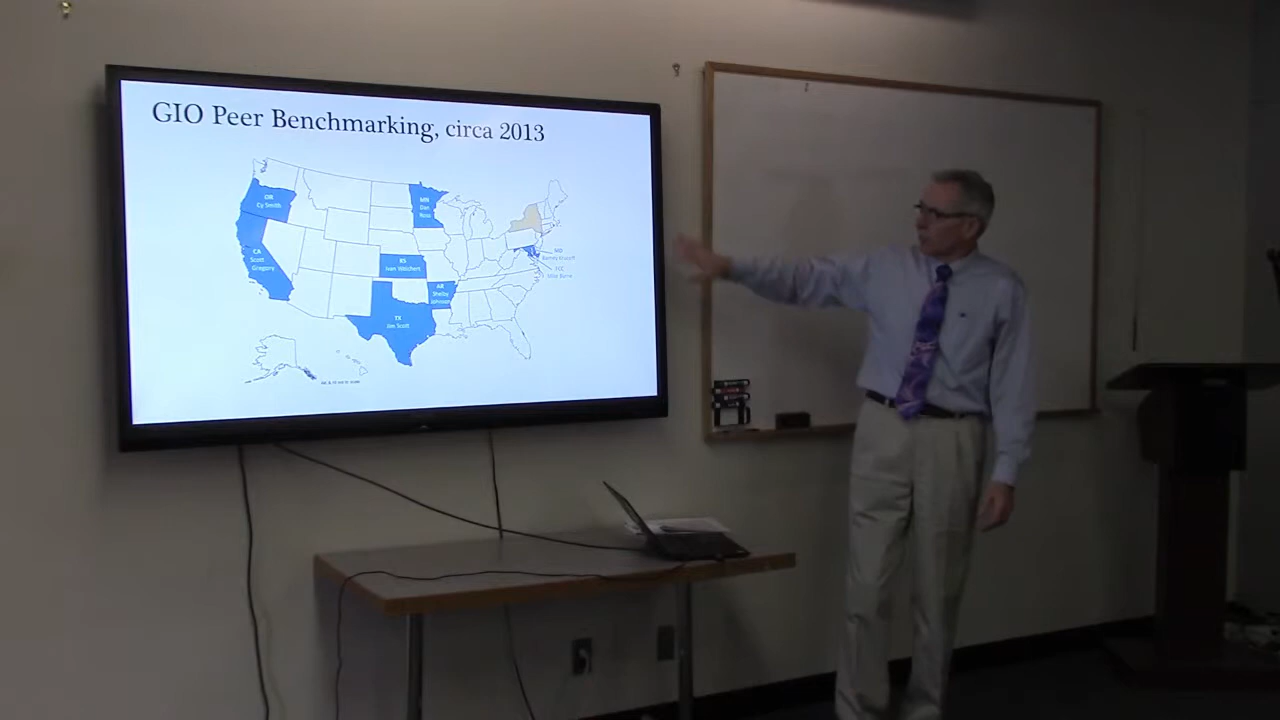 GIO Peer Benchmarking, circa 2013
OR
Cy Smith
MN
Dan
Ross
CA
Scott
Gregory
KS
Ivan Weichert
AR
Shelby
Johnson
TX
Jim Scott
MD